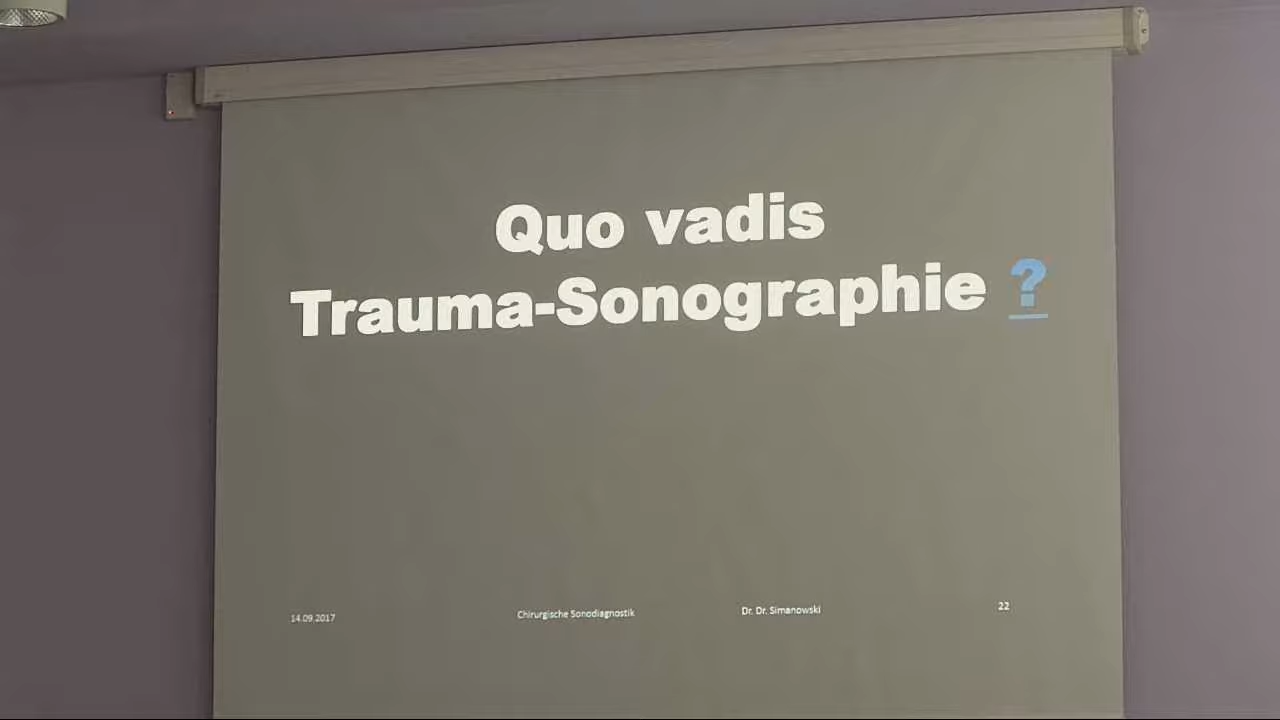 Quo vadis
Trauma-Sonographie ?
14.09.2017 Chirurgische Sonodiagnostik Dr. Dr. Simanowski 22